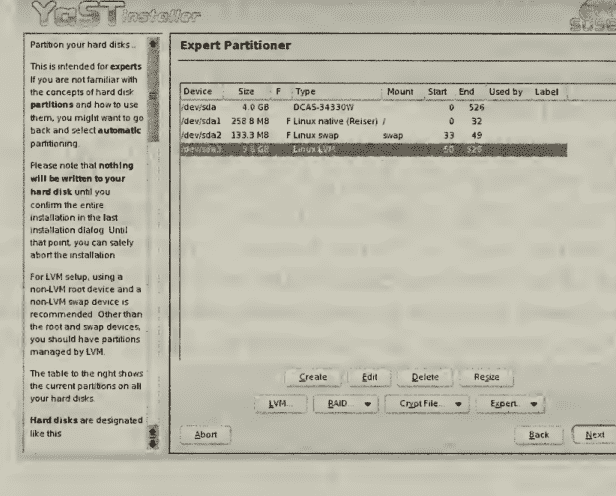 YaST Installer
SUSE
Partition your hard disks...
This is intended for experts
If you are not familiar with
the concepts of hard disk
partitions and how to use
them, you might want to go
back and select automatic
partitioning.
Please note that nothing
will be written to your
hard disk until you
confirm the entire
installation in the last
installation dialog. Until
that point, you can safely
abort the installation
For LVM setup, using a
non-LVM root device and a
non-LVM swap device is
recommended. Other than
the root and swap devices,
you should have partitions
managed by LVM.
The table to the right shows
the current partitions on all
your hard disks.
Hard disks are designated
like this
Expert Partitioner
Device Size F Type Mount Start End Used by Label
/dev/sda 4.0 GB DCAS-34330W 0 526
/dev/sda1 258.8 MB F Linux native (Reiser) / 0 32
/dev/sda2 133.3 MB F Linux swap swap 33 49
/dev/sda3 3.6 GB Linux LVM 50 526
Create Edit Delete Resize
LVM... RAID Crypt File... Expert...
Abort Back Next